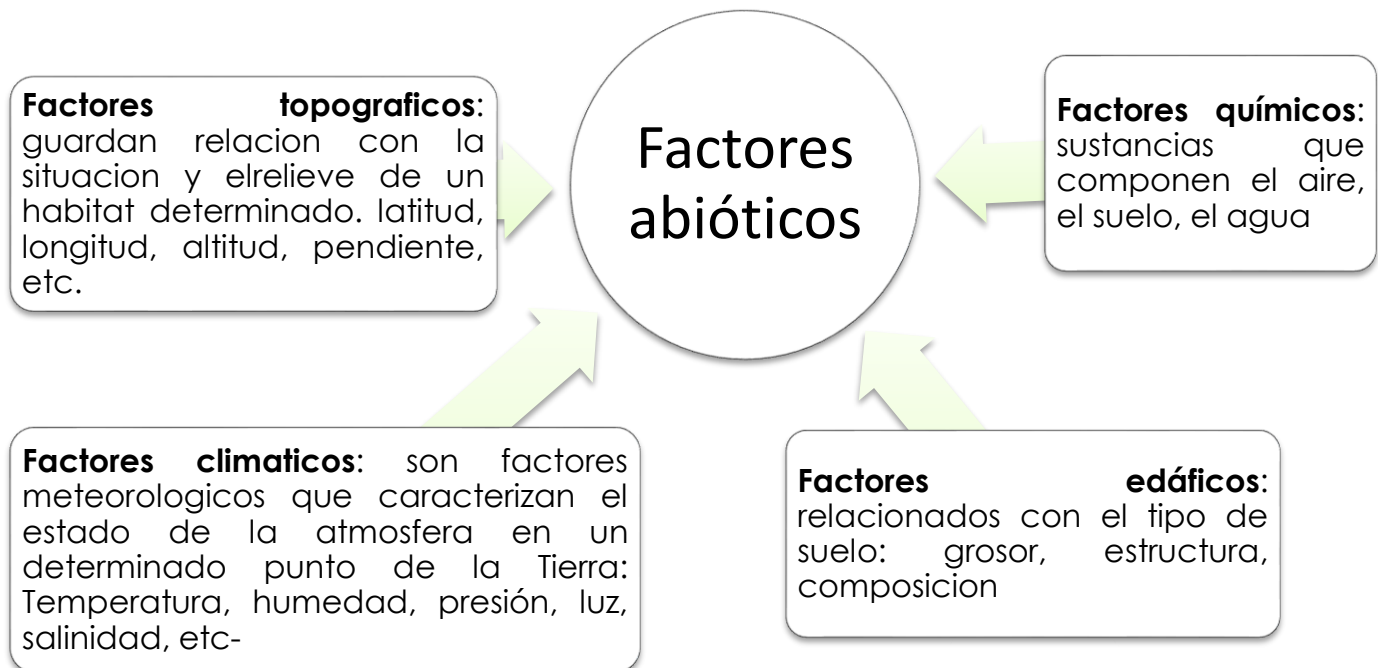 Factores topograficos:
guardan relacion con la
situacion y elrelieve de un
habitat determinado. latitud,
longitud, altitud, pendiente,
etc.
Factores
abióticos
Factores químicos:
sustancias que
componen el aire,
el suelo, el agua
Factores climaticos: son factores
meteorologicos que caracterizan el
estado de la atmosfera en un
determinado punto de la Tierra:
Temperatura, humedad, presión, luz,
salinidad, etc-
Factores edáficos:
relacionados con el tipo de
suelo: grosor, estructura,
composicion